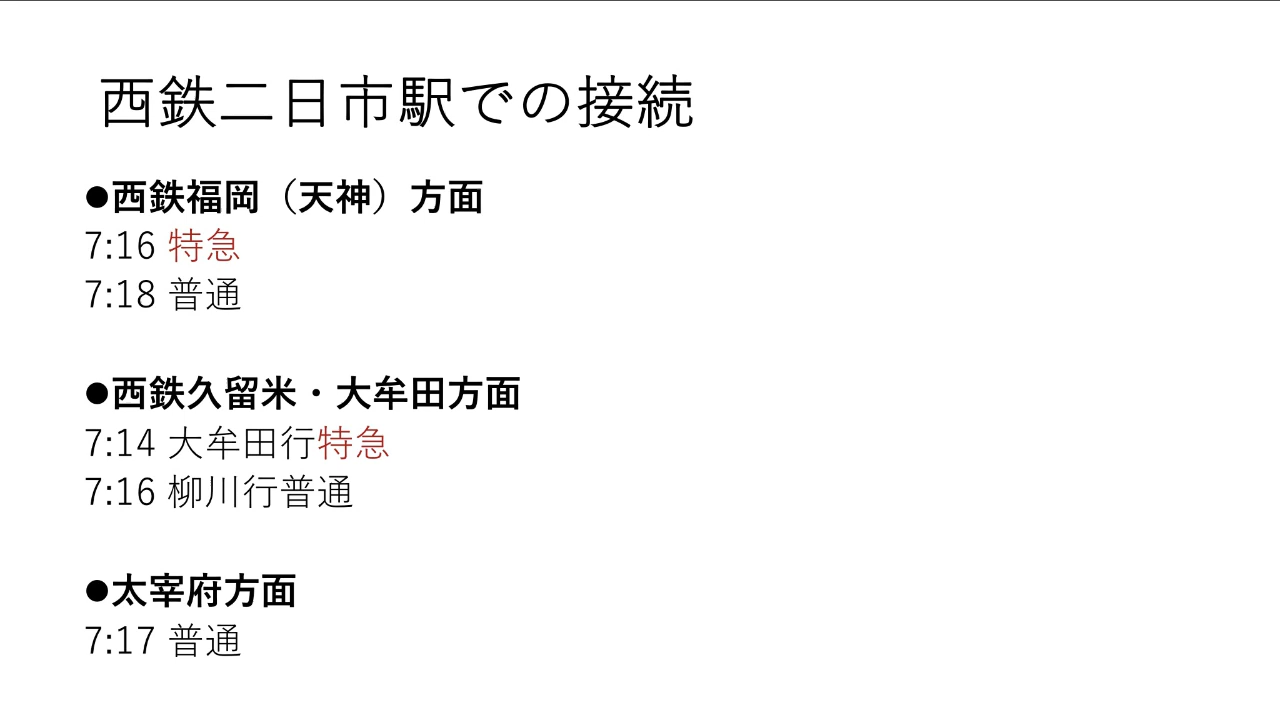 西鉄二日市駅での接続
●西鉄福岡（天神）方面
7:16 特急
7:18 普通
●西鉄久留米・大牟田方面
7:14 大牟田行特急
7:16 柳川行普通
●太宰府方面
7:17 普通